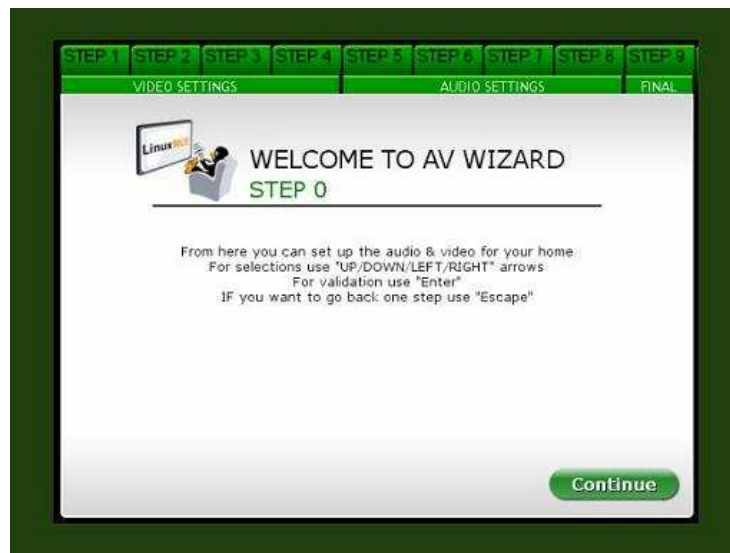 STEP 1 STEP 2 STEP 3 STEP 4 STEP 5 STEP 6 STEP 7 STEP 8 STEP 9
VIDEO SETTINGS AUDIO SETTINGS FINAL
LinuxMCE
WELCOME TO AV WIZARD
STEP 0
From here you can set up the audio & video for your home
For selections use "UP/DOWN/LEFT/RIGHT" arrows
For validation use "Enter"
IF you want to go back one step use "Escape"
Continue